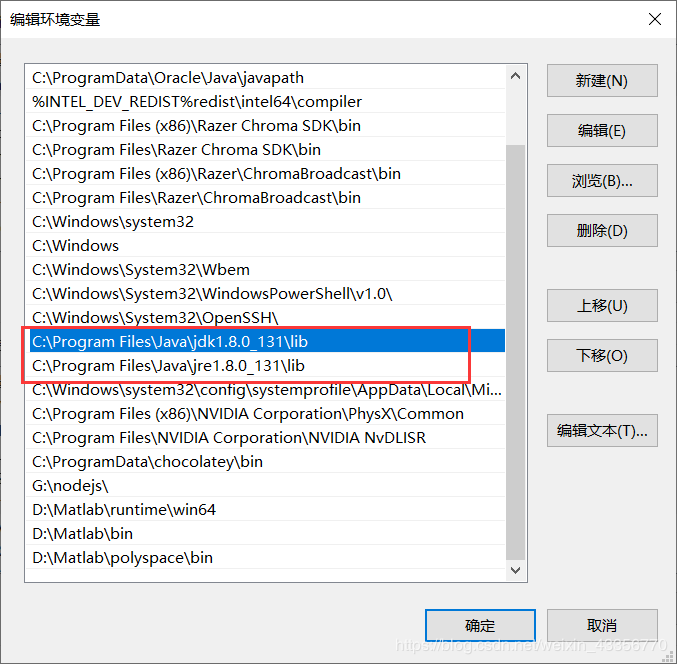 编辑环境变量
C:\ProgramData\Oracle\Java\javapath
%INTEL_DEV_REDIST%redist\intel64\compiler
C:\Program Files (x86)\Razer Chroma SDK\bin
C:\Program Files\Razer Chroma SDK\bin
C:\Program Files (x86)\Razer\ChromaBroadcast\bin
C:\Program Files\Razer\ChromaBroadcast\bin
C:\Windows\system32
C:\Windows
C:\Windows\System32\Wbem
C:\Windows\System32\WindowsPowerShell\v1.0\
C:\Windows\System32\OpenSSH\
C:\Program Files\Java\jdk1.8.0_131\lib
C:\Program Files\Java\jre1.8.0_131\lib
C:\Windows\system32\config\systemprofile\AppData\Local\Mi...
C:\Program Files (x86)\NVIDIA Corporation\PhysX\Common
C:\Program Files\NVIDIA Corporation\NVIDIA NvDLISR
C:\ProgramData\chocolatey\bin
G:\nodejs\
D:\Matlab\runtime\win64
D:\Matlab\bin
D:\Matlab\polyspace\bin
新建(N)
编辑(E)
浏览(B)...
删除(D)
上移(U)
下移(O)
编辑文本(T)...
确定
取消
https://blog.csdn.net/weixin_43356770